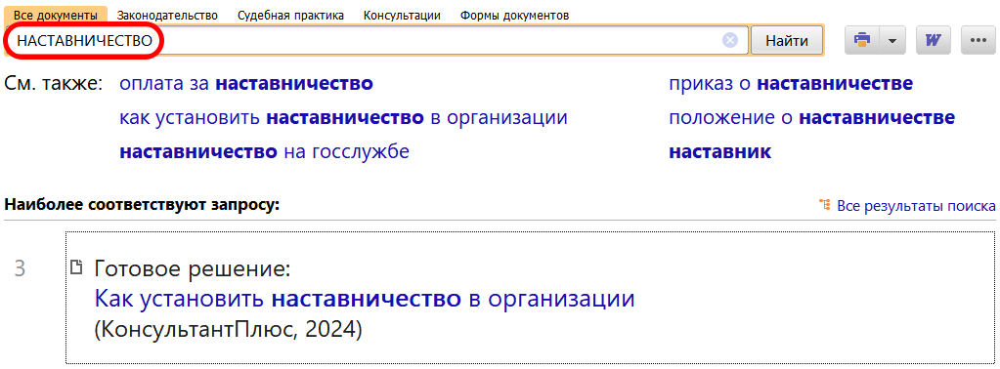 Все документы Законодательство Судебная практика Консультации Формы документов
НАСТАВНИЧЕСТВО Найти W
См. также: оплата за наставничество приказ о наставничестве
как установить наставничество в организации положение о наставничестве
наставничество на госслужбе наставник
Наиболее соответствуют запросу: Все результаты поиска
3 Готовое решение:
Как установить наставничество в организации
(КонсультантПлюс, 2024)